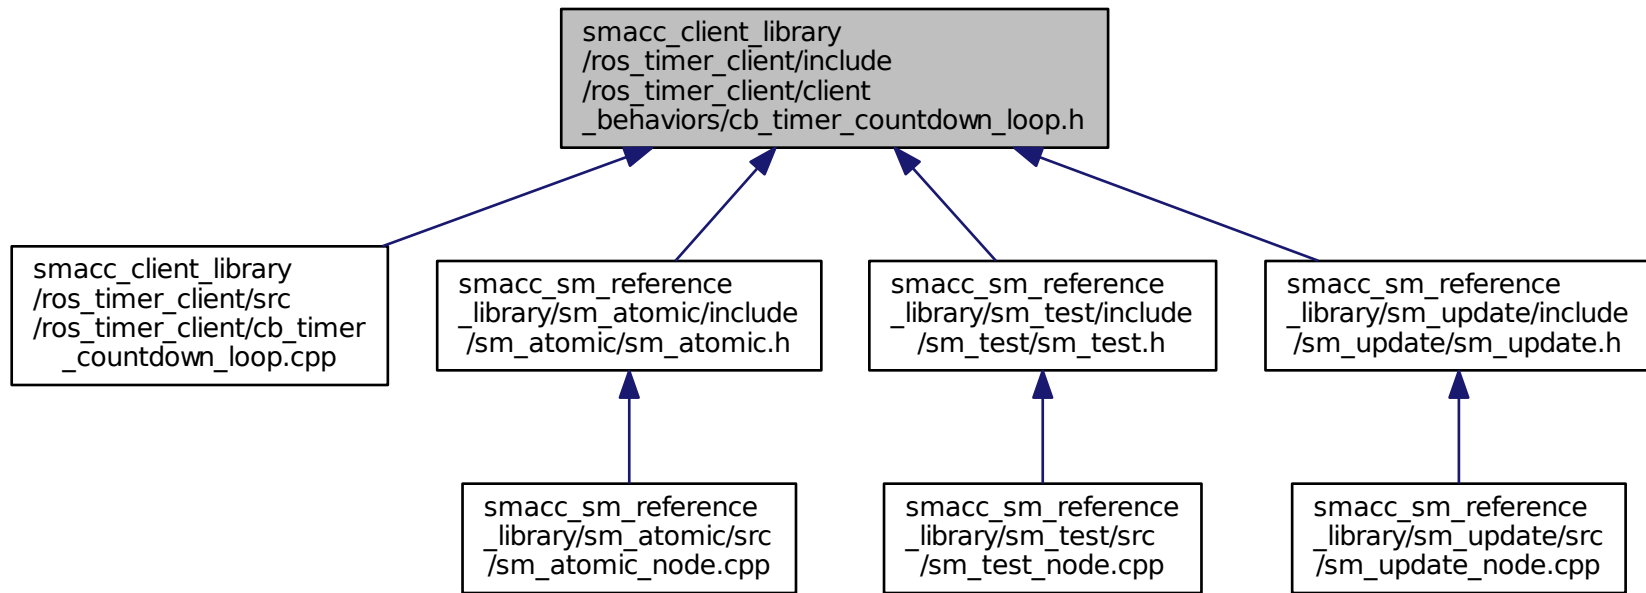 smacc_client_library
/ros_timer_client/include
/ros_timer_client/client
_behaviors/cb_timer_countdown_loop.h
smacc_client_library
/ros_timer_client/src
/ros_timer_client/cb_timer
_countdown_loop.cpp
smacc_sm_reference
_library/sm_atomic/include
/sm_atomic/sm_atomic.h
smacc_sm_reference
_library/sm_test/include
/sm_test/sm_test.h
smacc_sm_reference
_library/sm_update/include
/sm_update/sm_update.h
smacc_sm_reference
_library/sm_atomic/src
/sm_atomic_node.cpp
smacc_sm_reference
_library/sm_test/src
/sm_test_node.cpp
smacc_sm_reference
_library/sm_update/src
/sm_update_node.cpp